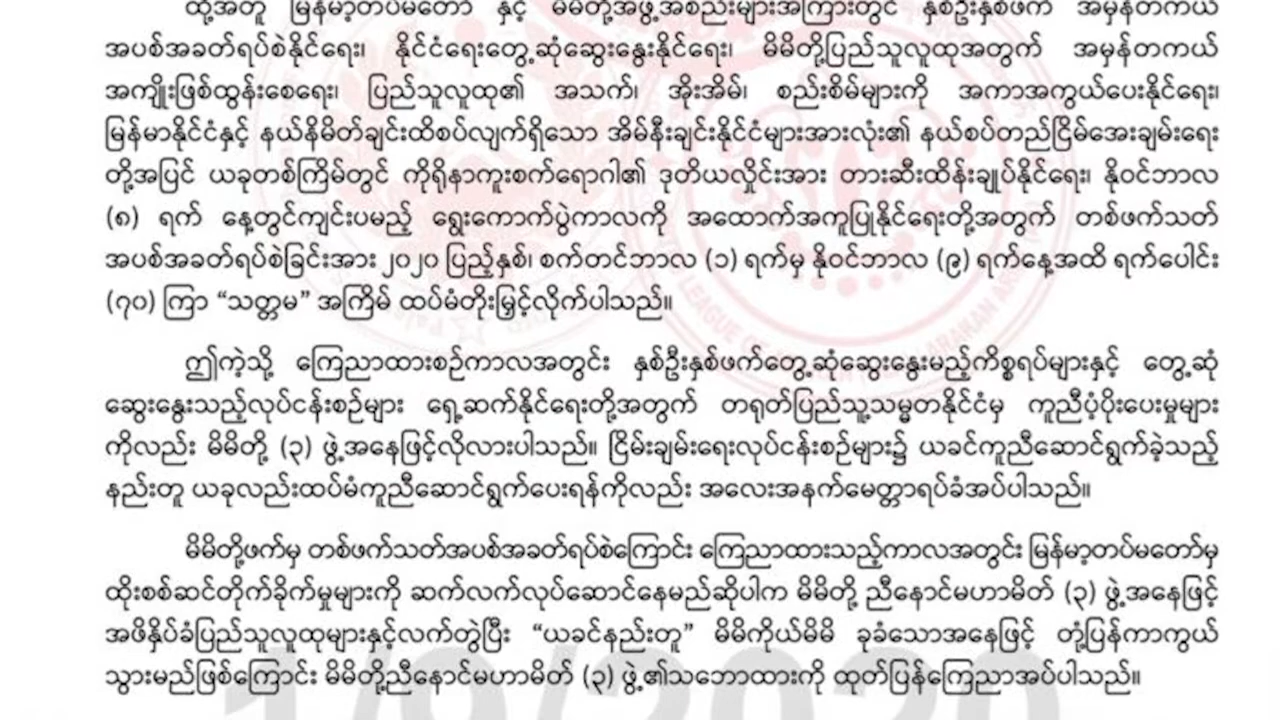 ထို့အတူ မြန်မာ့တပ်မတော် နှင့် မိမိတို့အဖွဲ့အစည်းများအကြားတွင် နှစ်ဦးနှစ်ဖက် အမှန်တကယ်
အပစ်အခတ်ရပ်စဲနိုင်ရေး၊ နိုင်ငံရေးတွေ့ဆုံဆွေးနွေးနိုင်ရေး၊ မိမိတို့ပြည်သူလူထုအတွက် အမှန်တကယ်
အကျိုးဖြစ်ထွန်းစေရေး၊ ပြည်သူလူထု၏ အသက်၊ အိုးအိမ်၊ စည်းစိမ်များကို အကာအကွယ်ပေးနိုင်ရေး၊
မြန်မာနိုင်ငံနှင့် နယ်နိမိတ်ချင်းထိစပ်လျက်ရှိသော အိမ်နီးချင်းနိုင်ငံများအားလုံး၏ နယ်စပ်တည်ငြိမ်အေးချမ်းရေး
တို့အပြင် ယခုတစ်ကြိမ်တွင် ကိုရိုနာကူးစက်ရောဂါ၏ ဒုတိယလှိုင်းအား တားဆီးထိန်းချုပ်နိုင်ရေး၊ နိုဝင်ဘာလ
(၈) ရက် နေ့တွင်ကျင်းပမည့် ရွေးကောက်ပွဲကာလကို အထောက်အကူပြုနိုင်ရေးတို့အတွက် တစ်ဖက်သတ်
အပစ်အခတ်ရပ်စဲခြင်းအား ၂၀၂၀ ပြည့်နှစ်၊ စက်တင်ဘာလ (၁) ရက်မှ နိုဝင်ဘာလ (၉) ရက်နေ့အထိ ရက်ပေါင်း
(၇၀) ကြာ “သတ္တမ” အကြိမ် ထပ်မံတိုးမြှင့်လိုက်ပါသည်။
ဤကဲ့သို့ ကြေညာထားစဉ်ကာလအတွင်း နှစ်ဦးနှစ်ဖက်တွေ့ဆုံဆွေးနွေးမည့်ကိစ္စရပ်များနှင့် တွေ့ဆုံ
ဆွေးနွေးသည့်လုပ်ငန်းစဉ်များ ရှေ့ဆက်နိုင်ရေးတို့အတွက် တရုတ်ပြည်သူ့သမ္မတနိုင်ငံမှ ကူညီပံ့ပိုးပေးမှုများ
ကိုလည်း မိမိတို့ (၃) ဖွဲ့အနေဖြင့်လိုလားပါသည်။ ငြိမ်းချမ်းရေးလုပ်ငန်းစဉ်များ၌ ယခင်ကူညီဆောင်ရွက်ခဲ့သည့်
နည်းတူ ယခုလည်းထပ်မံကူညီဆောင်ရွက်ပေးရန်ကိုလည်း အလေးအနက်မေတ္တာရပ်ခံအပ်ပါသည်။
မိမိတို့ဖက်မှ တစ်ဖက်သတ်အပစ်အခတ်ရပ်စဲကြောင်း ကြေညာထားသည့်ကာလအတွင်း မြန်မာ့တပ်မတော်မှ
ထိုးစစ်ဆင်တိုက်ခိုက်မှုများကို ဆက်လက်လုပ်ဆောင်နေမည်ဆိုပါက မိမိတို့ ညီနောင်မဟာမိတ် (၃) ဖွဲ့အနေဖြင့်
အဖိနှိပ်ခံပြည်သူလူထုများနှင့်လက်တွဲပြီး “ယခင်နည်းတူ” မိမိကိုယ်မိမိ ခုခံသောအနေဖြင့် တုံ့ပြန်ကာကွယ်
သွားမည်ဖြစ်ကြောင်း မိမိတို့ညီနောင်မဟာမိတ် (၃) ဖွဲ့၏သဘောထားကို ထုတ်ပြန်ကြေညာအပ်ပါသည်။
1/9/2020